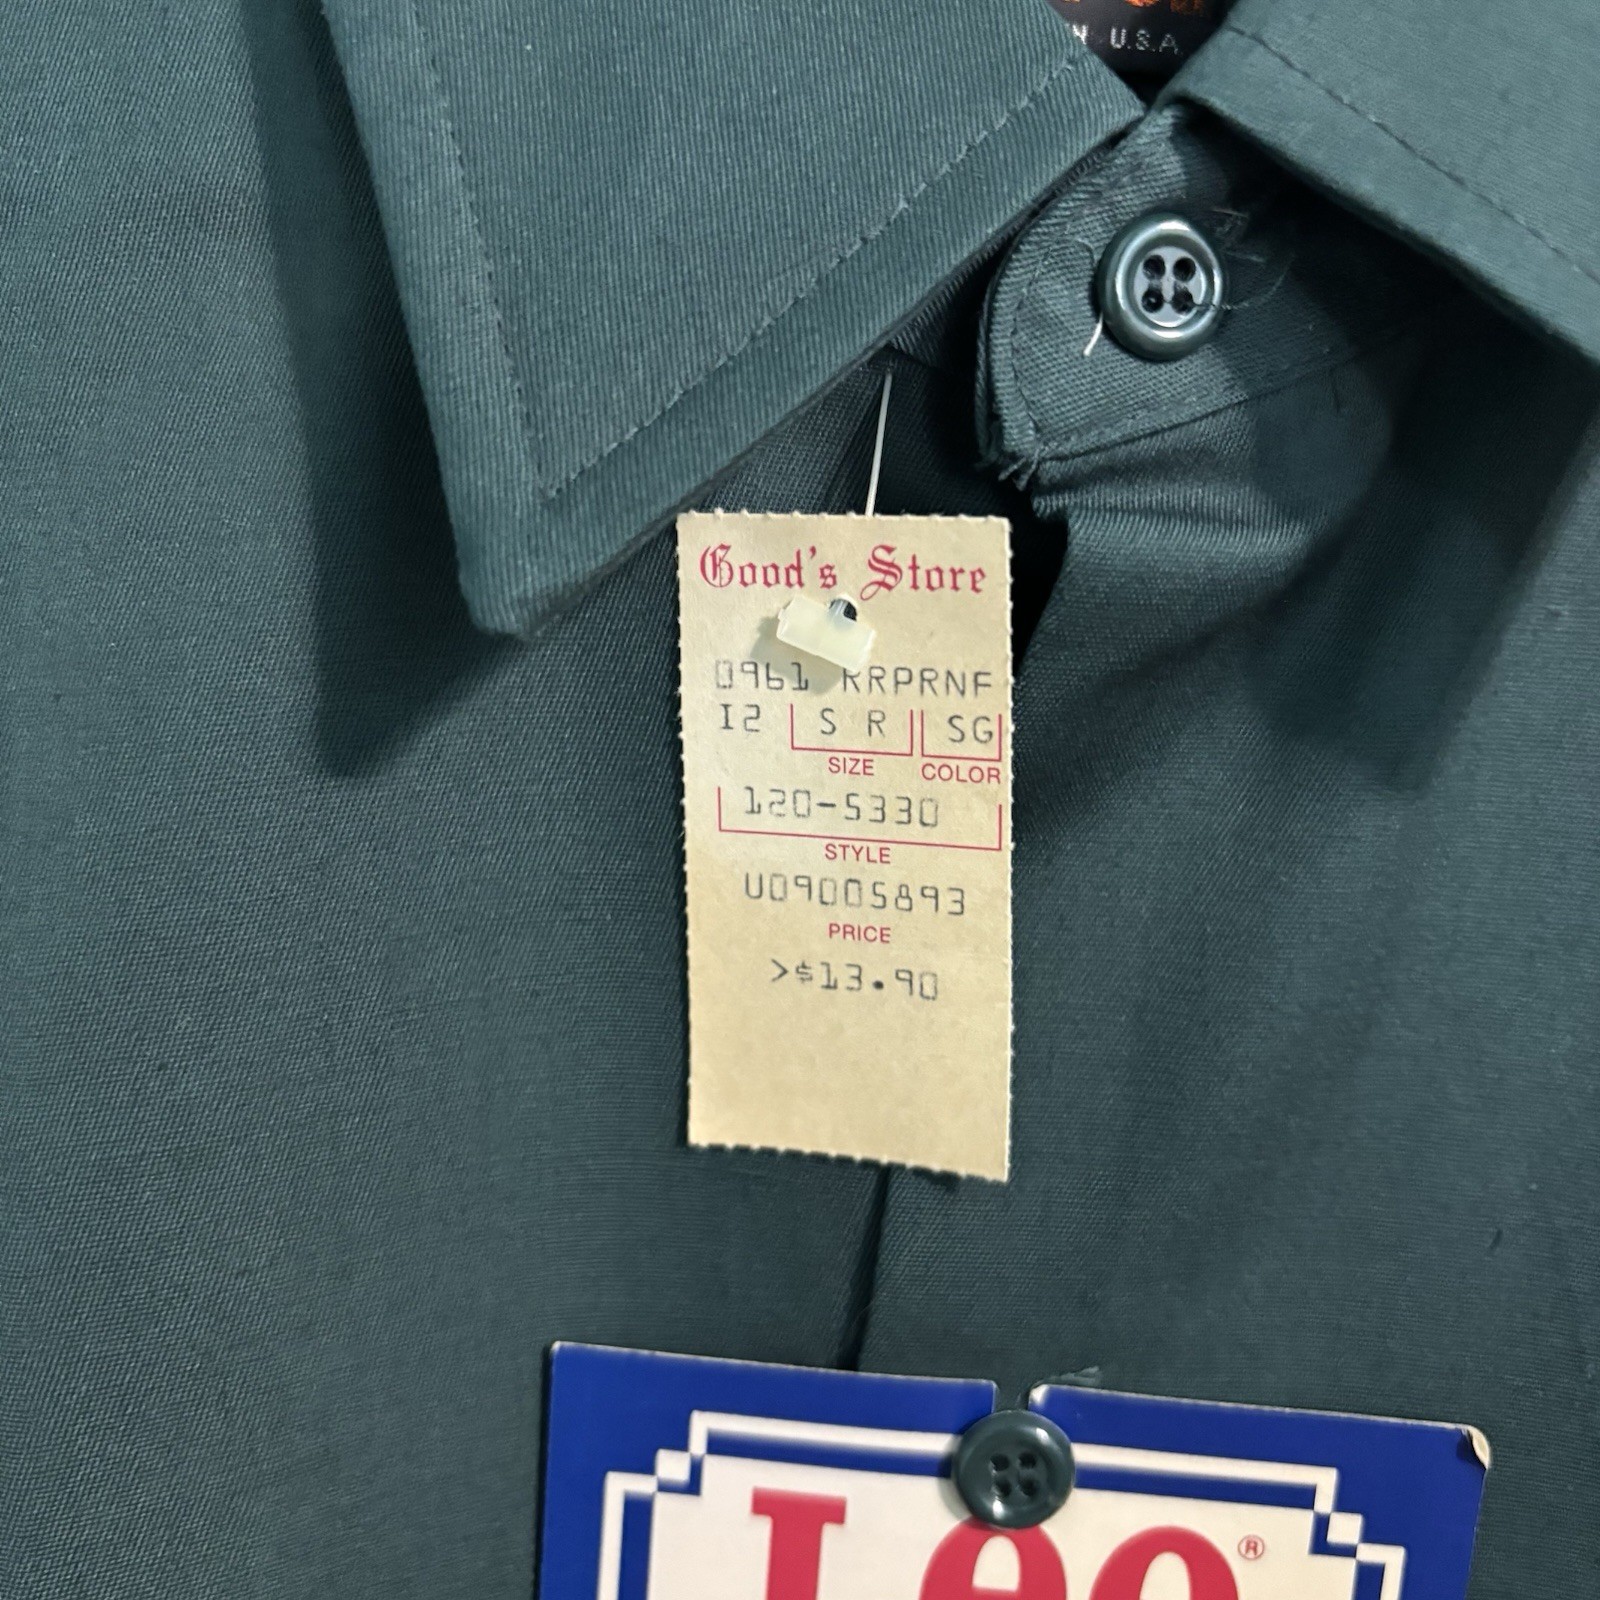 U.S.A.
Good's Store
0961 RRPRNF
I2 S R SG
SIZE COLOR
120-5330
STYLE
U09005893
PRICE
>$13.90
Lee®